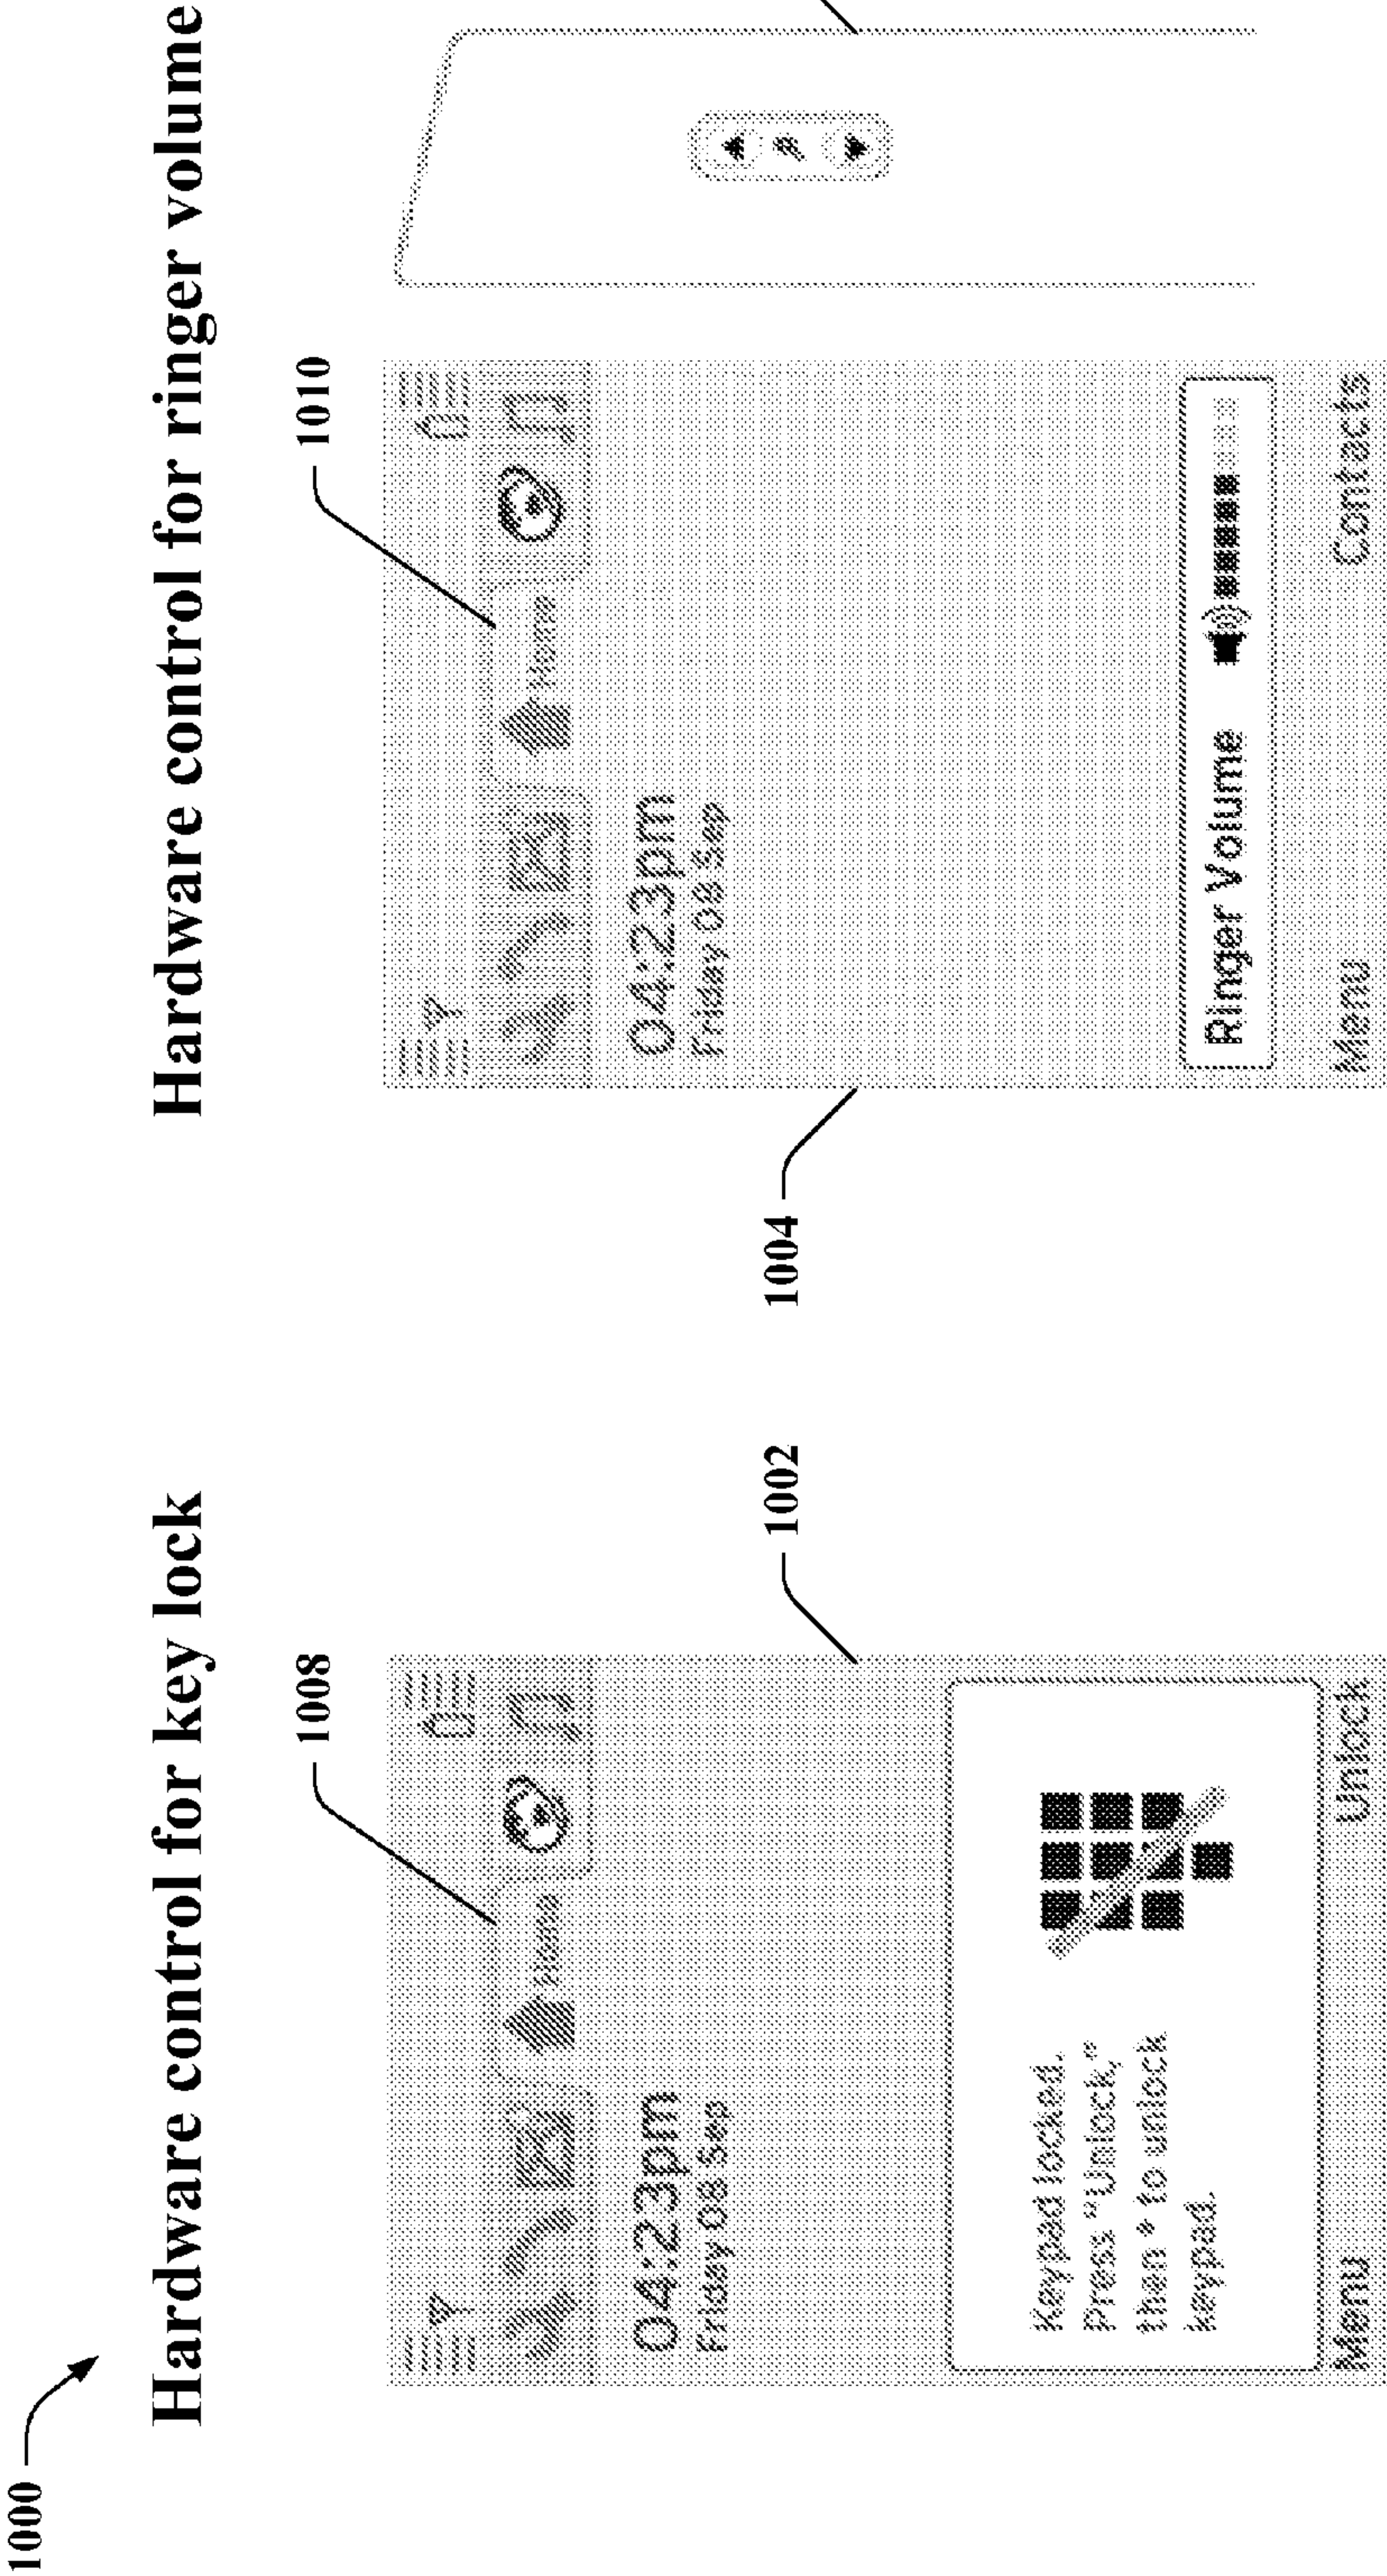 1000
Hardware control for key lock
1008
Home
04:23pm
Friday 08 Sep
1002
Keypad locked.
Press "Unlock,"
then * to unlock
keypad.
Menu Unlock
Hardware control for ringer volume
1010
Home
04:23pm
Friday 08 Sep
1004
Ringer Volume
Menu Contacts